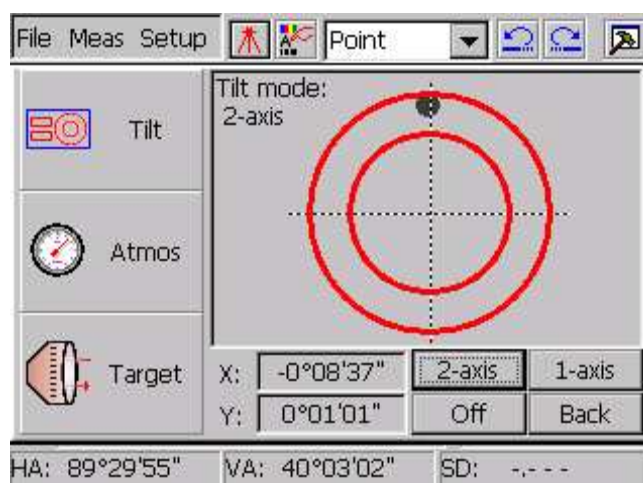 File Meas Setup Point
Tilt mode:
2-axis
Tilt
Atmos
Target
X: -0°08'37" 2-axis 1-axis
Y: 0°01'01" Off Back
HA: 89°29'55" VA: 40°03'02" SD: -.- - -